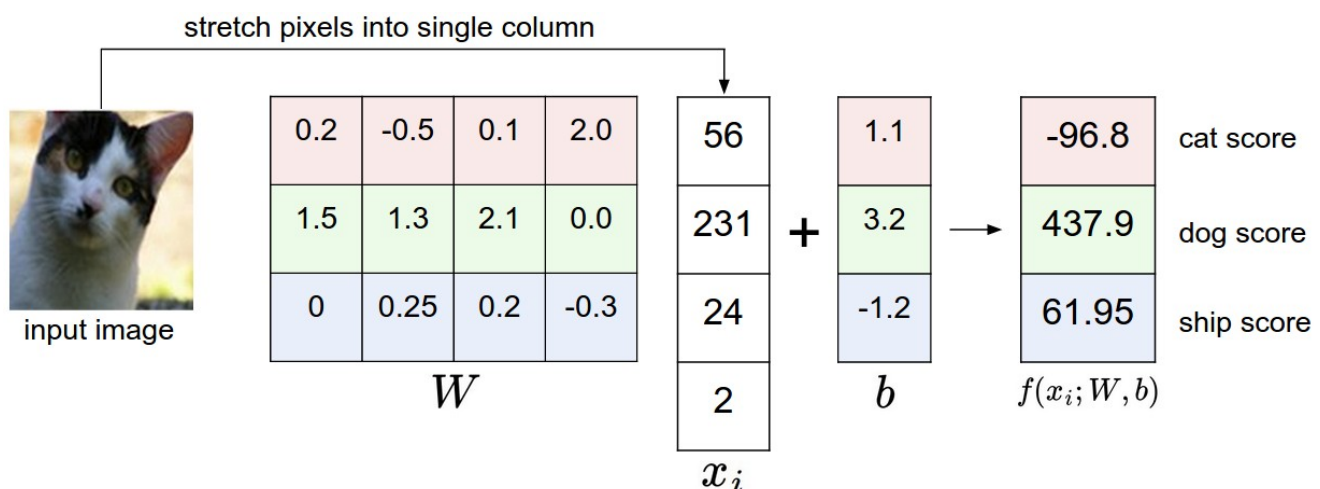 stretch pixels into single column
0.2 -0.5 0.1 2.0
1.5 1.3 2.1 0.0
0 0.25 0.2 -0.3
W
56
231
24
2
x_i
+
1.1
3.2
-1.2
b
-96.8 cat score
437.9 dog score
61.95 ship score
f(x_i; W, b)
input image